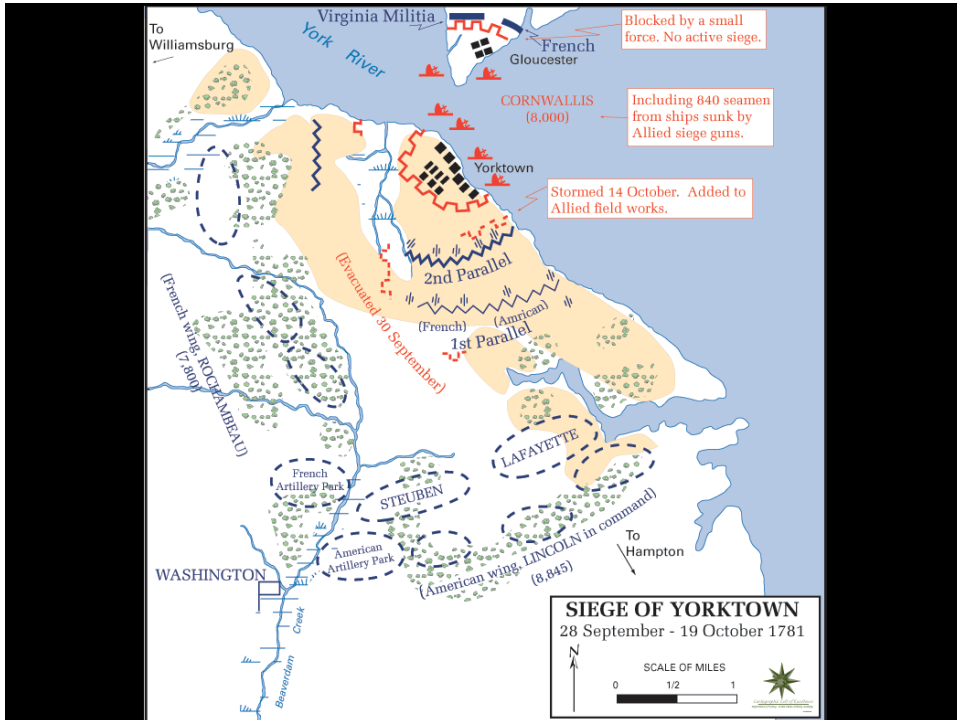 Virginia Militia
French
Gloucester
Blocked by a small
force. No active siege.
To
Williamsburg
York River
CORNWALLIS
(8,000)
Including 840 seamen
from ships sunk by
Allied siege guns.
Yorktown
Stormed 14 October. Added to
Allied field works.
2nd Parallel
(Evacuated 30 September)
(French)
(Amrican)
1st Parallel
(French wing, ROCHAMBEAU)
(7,800)
LAFAYETTE
French
Artillery Park
STEUBEN
American
Artillery Park
(American wing, LINCOLN in command)
(8,845)
To
Hampton
WASHINGTON
Beaverdam Creek
SIEGE OF YORKTOWN
28 September - 19 October 1781
N
SCALE OF MILES
0 1/2 1